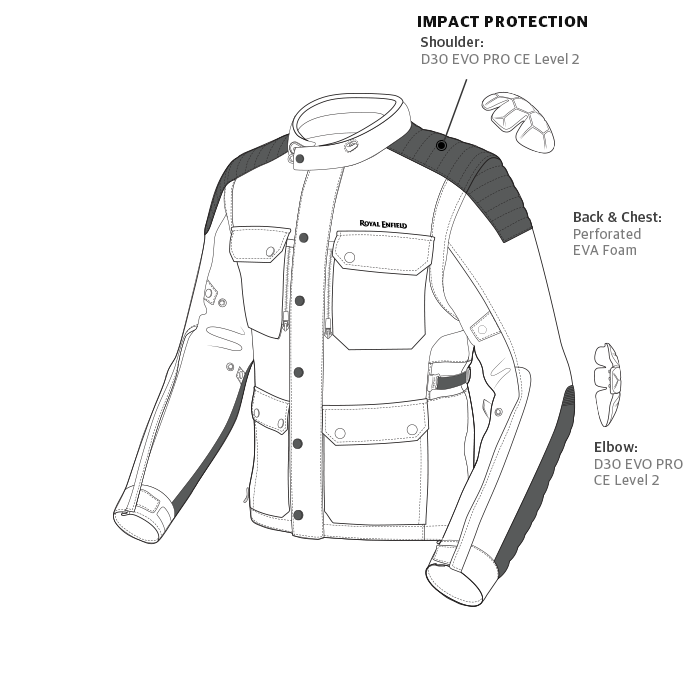 IMPACT PROTECTION
Shoulder:
D3O EVO PRO CE Level 2
ROYAL ENFIELD
Back & Chest:
Perforated
EVA Foam
Elbow:
D3O EVO PRO
CE Level 2